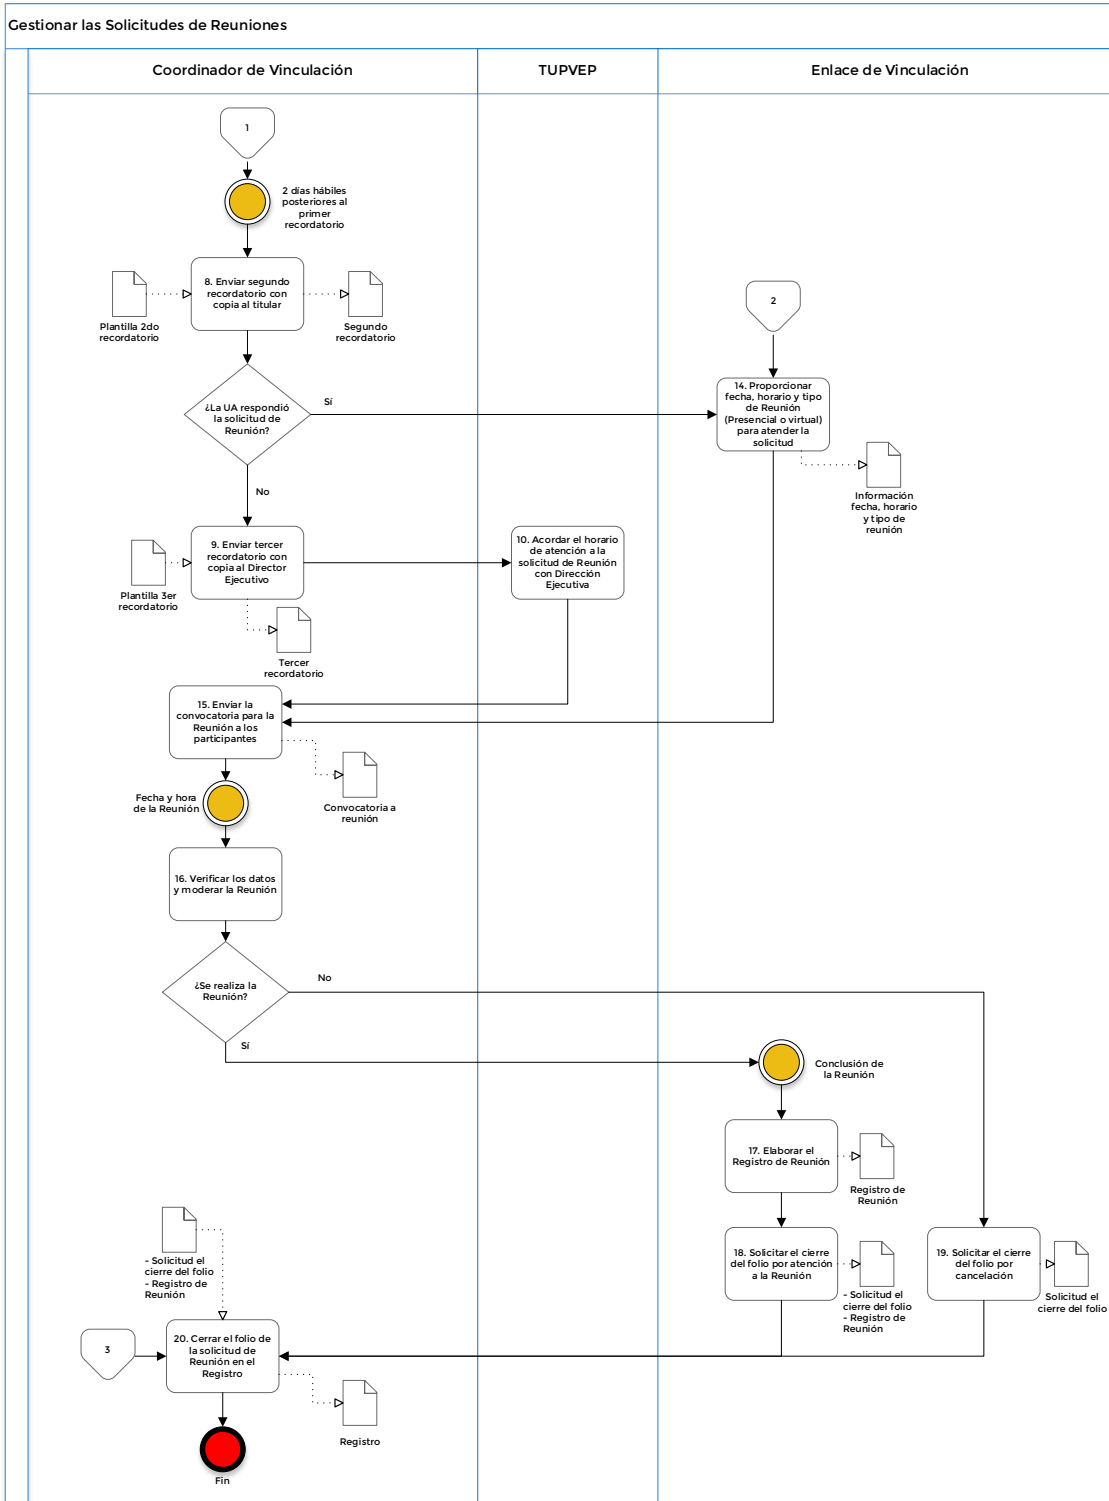 Gestionar las Solicitudes de Reuniones
Coordinador de Vinculación
TUPVEP
Enlace de Vinculación
1
2 días hábiles
posteriores al
primer
recordatorio
8. Enviar segundo
recordatorio con
copia al titular
Plantilla 2do
recordatorio
Segundo
recordatorio
2
¿La UA respondió
la solicitud de
Reunión?
Sí
No
14. Proporcionar
fecha, horario y tipo
de Reunión
(Presencial o virtual)
para atender la
solicitud
Información
fecha, horario
y tipo de
reunión
9. Enviar tercer
recordatorio con
copia al Director
Ejecutivo
Plantilla 3er
recordatorio
Tercer
recordatorio
10. Acordar el horario
de atención a la
solicitud de Reunión
con Dirección
Ejecutiva
15. Enviar la
convocatoria para la
Reunión a los
participantes
Convocatoria a
reunión
Fecha y hora
de la Reunión
16. Verificar los datos
y moderar la Reunión
¿Se realiza la
Reunión?
No
Sí
Conclusión de
la Reunión
17. Elaborar el
Registro de Reunión
Registro de
Reunión
18. Solicitar el cierre
del folio por atención
a la Reunión
- Solicitud el
cierre del folio
- Registro de
Reunión
19. Solicitar el cierre
del folio por
cancelación
Solicitud el
cierre del folio
- Solicitud el
cierre del folio
- Registro de
Reunión
3
20. Cerrar el folio de
la solicitud de
Reunión en el
Registro
Registro
Fin